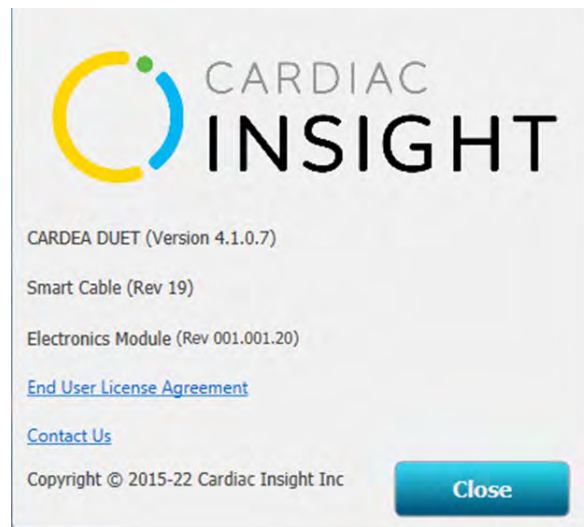 CARDIAC
INSIGHT
CARDEA DUET (Version 4.1.0.7)
Smart Cable (Rev 19)
Electronics Module (Rev 001.001.20)
End User License Agreement
Contact Us
Copyright © 2015-22 Cardiac Insight Inc
Close